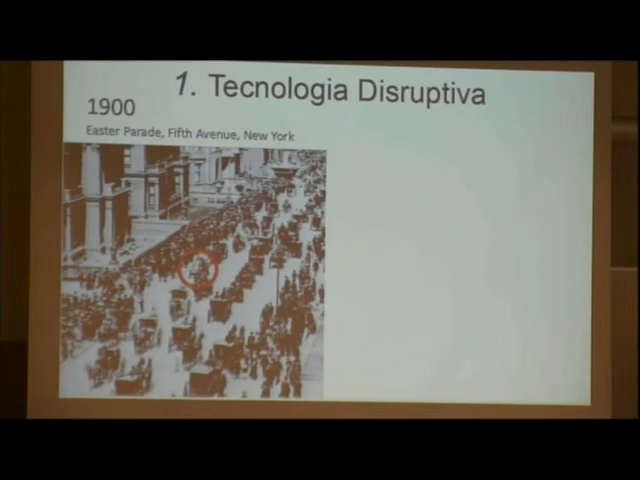 1. Tecnologia Disruptiva
1900
Easter Parade, Fifth Avenue, New York